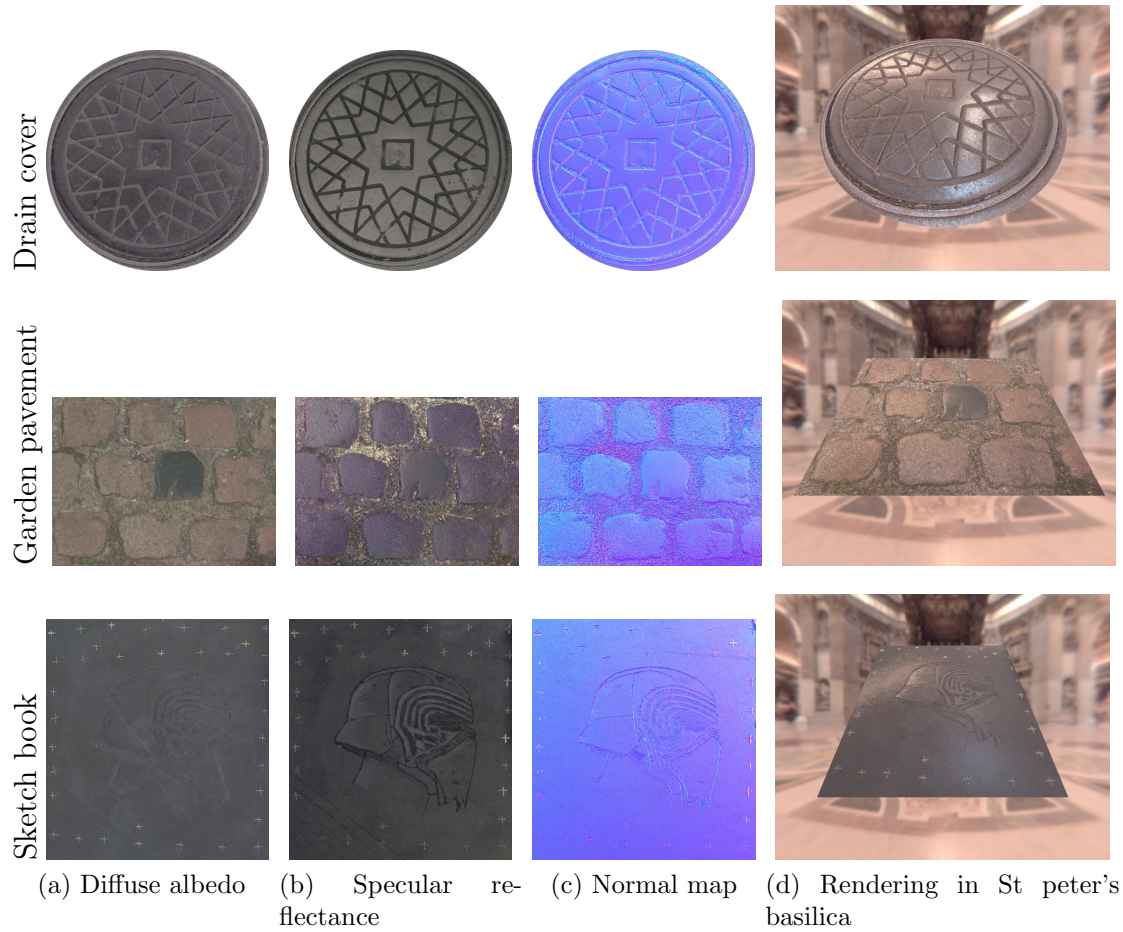 Drain cover
Garden pavement
Sketch book
(a) Diffuse albedo
(b) Specular re-
flectance
(c) Normal map
(d) Rendering in St peter's
basilica